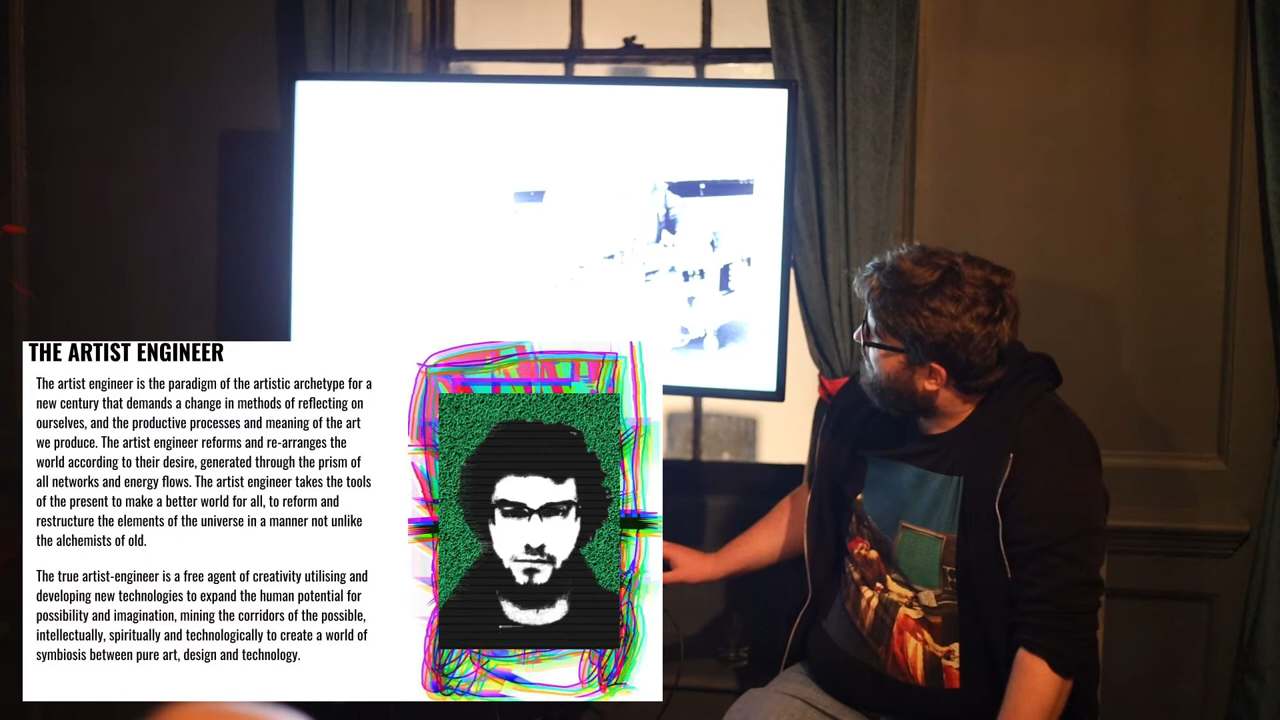 THE ARTIST ENGINEER
The artist engineer is the paradigm of the artistic archetype for a
new century that demands a change in methods of reflecting on
ourselves, and the productive processes and meaning of the art
we produce. The artist engineer reforms and re-arranges the
world according to their desire, generated through the prism of
all networks and energy flows. The artist engineer takes the tools
of the present to make a better world for all, to reform and
restructure the elements of the universe in a manner not unlike
the alchemists of old.
The true artist-engineer is a free agent of creativity utilising and
developing new technologies to expand the human potential for
possibility and imagination, mining the corridors of the possible,
intellectually, spiritually and technologically to create a world of
symbiosis between pure art, design and technology.